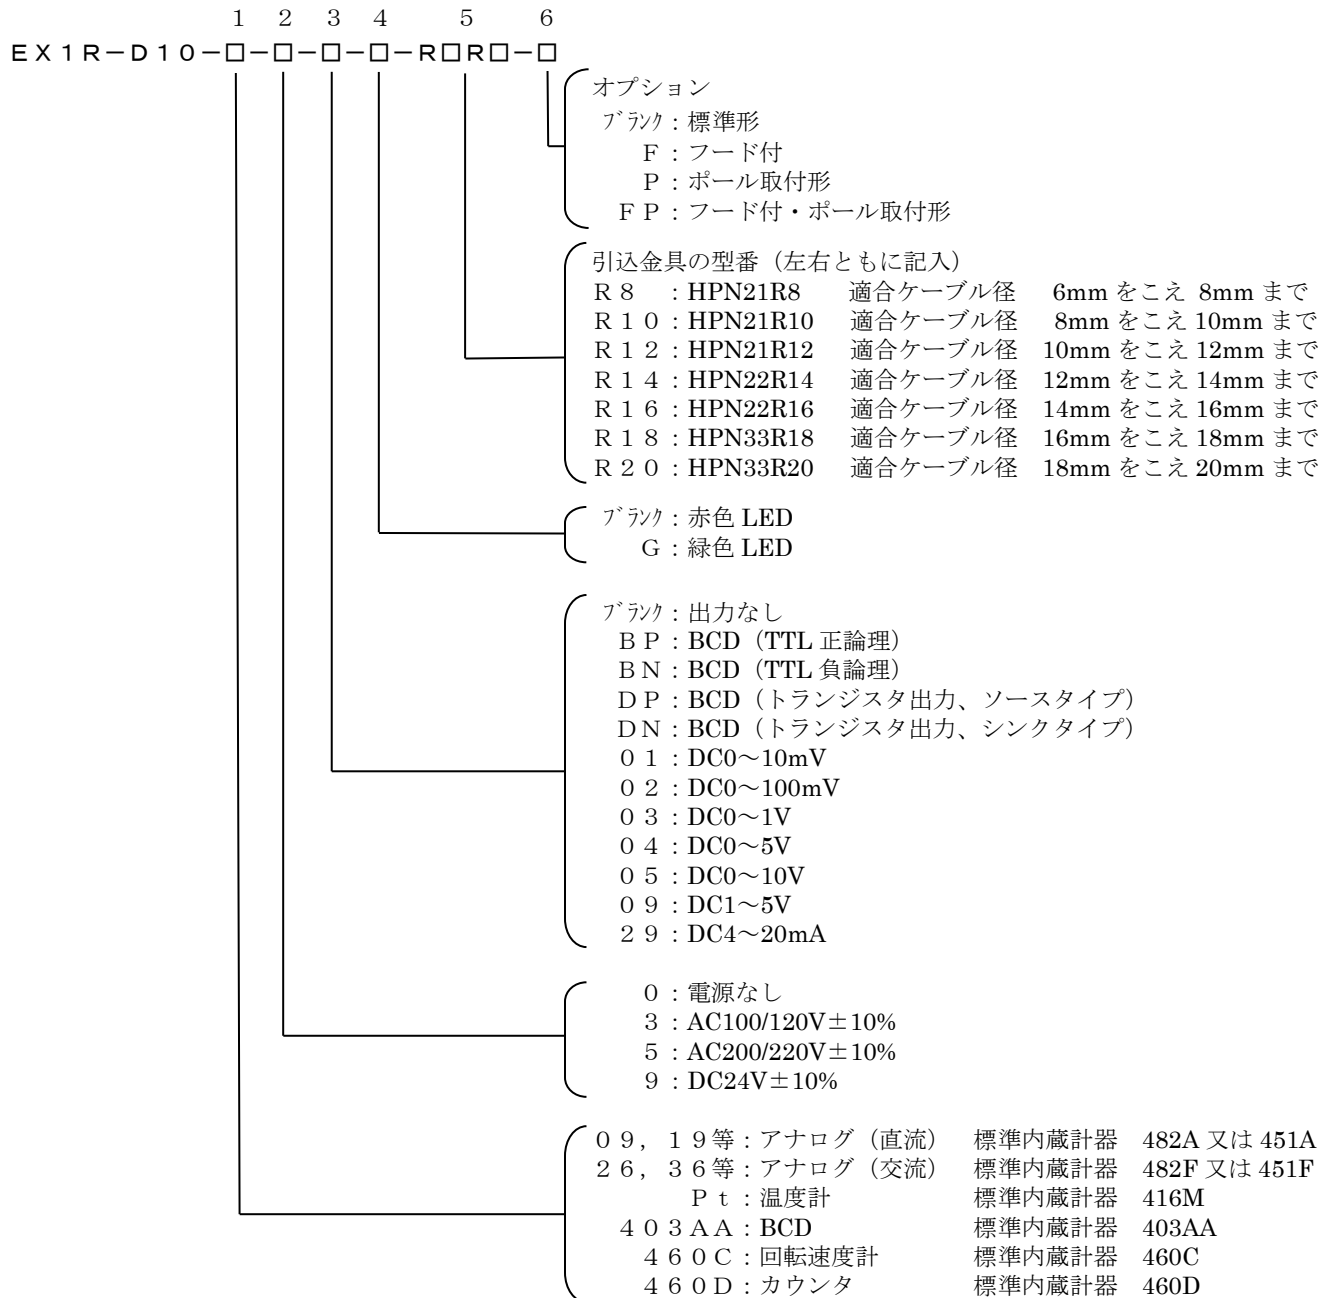 1 2 3 4 5 6
ＥＸ１Ｒ－Ｄ１０－□－□－□－□－Ｒ□Ｒ□－□
オプション
ﾌﾞﾗﾝｸ：標準形
Ｆ：フード付
Ｐ：ポール取付形
ＦＰ：フード付・ポール取付形
引込金具の型番（左右ともに記入）
Ｒ８ ：HPN21R8 適合ケーブル径 6mm をこえ 8mm まで
Ｒ１０：HPN21R10 適合ケーブル径 8mm をこえ 10mm まで
Ｒ１２：HPN21R12 適合ケーブル径 10mm をこえ 12mm まで
Ｒ１４：HPN22R14 適合ケーブル径 12mm をこえ 14mm まで
Ｒ１６：HPN22R16 適合ケーブル径 14mm をこえ 16mm まで
Ｒ１８：HPN33R18 適合ケーブル径 16mm をこえ 18mm まで
Ｒ２０：HPN33R20 適合ケーブル径 18mm をこえ 20mm まで
ﾌﾞﾗﾝｸ：赤色 LED
Ｇ：緑色 LED
ﾌﾞﾗﾝｸ：出力なし
ＢＰ：BCD（TTL 正論理）
ＢＮ：BCD（TTL 負論理）
ＤＰ：BCD（トランジスタ出力、ソースタイプ）
ＤＮ：BCD（トランジスタ出力、シンクタイプ）
０１：DC0～10mV
０２：DC0～100mV
０３：DC0～1V
０４：DC0～5V
０５：DC0～10V
０９：DC1～5V
２９：DC4～20mA
０：電源なし
３：AC100/120V±10%
５：AC200/220V±10%
９：DC24V±10%
０９，１９等：アナログ（直流） 標準内蔵計器 482A 又は 451A
２６，３６等：アナログ（交流） 標準内蔵計器 482F 又は 451F
Ｐｔ：温度計 標準内蔵計器 416M
４０３ＡＡ：BCD 標準内蔵計器 403AA
４６０Ｃ：回転速度計 標準内蔵計器 460C
４６０Ｄ：カウンタ 標準内蔵計器 460D